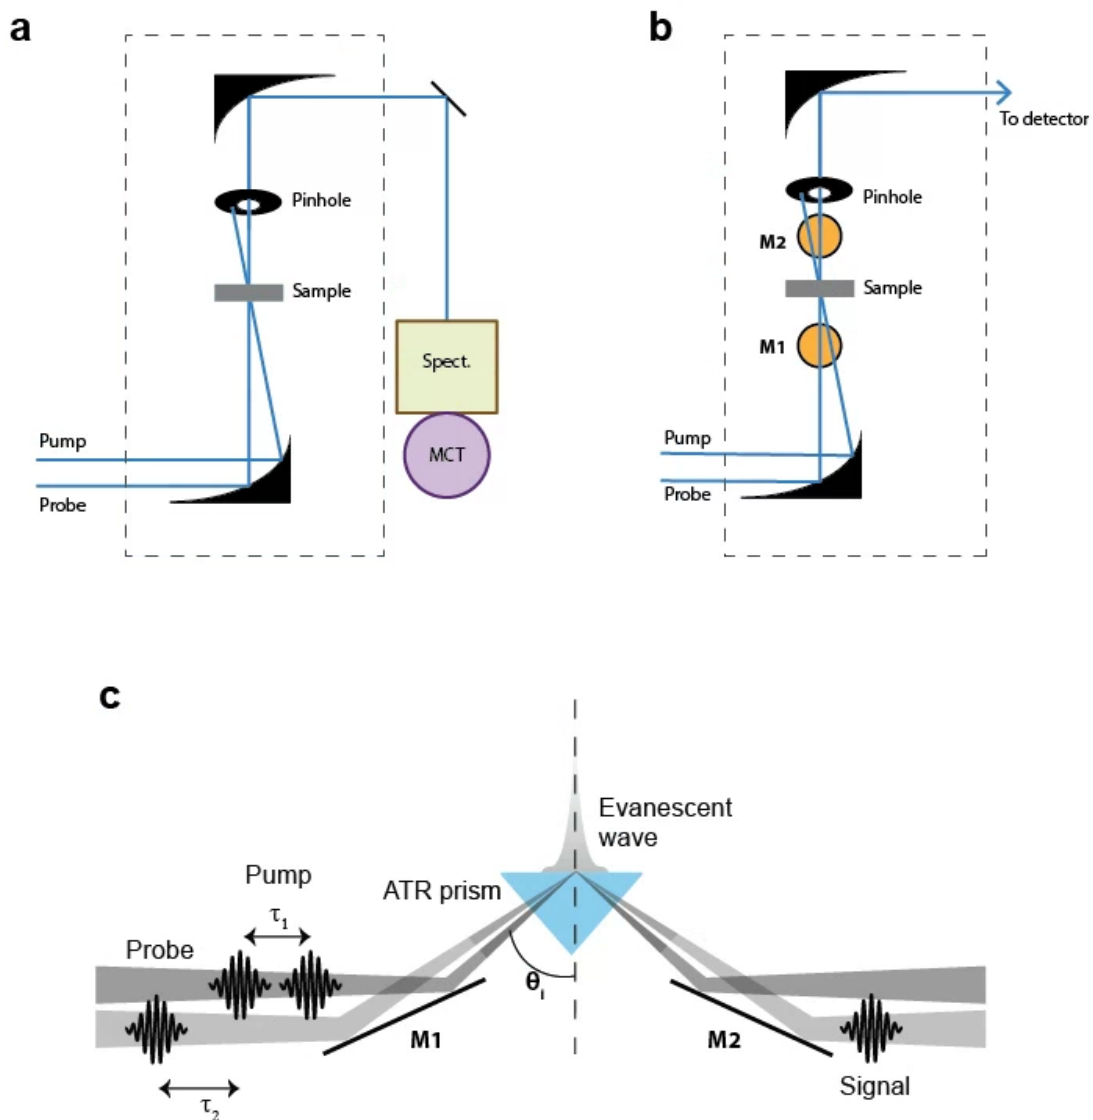 a
Pinhole
Sample
Spect.
MCT
Pump
Probe
b
To detector
Pinhole
M2
Sample
M1
Pump
Probe
c
Evanescent
wave
Pump
ATR prism
τ1
Probe
θi
M1
M2
Signal
τ2